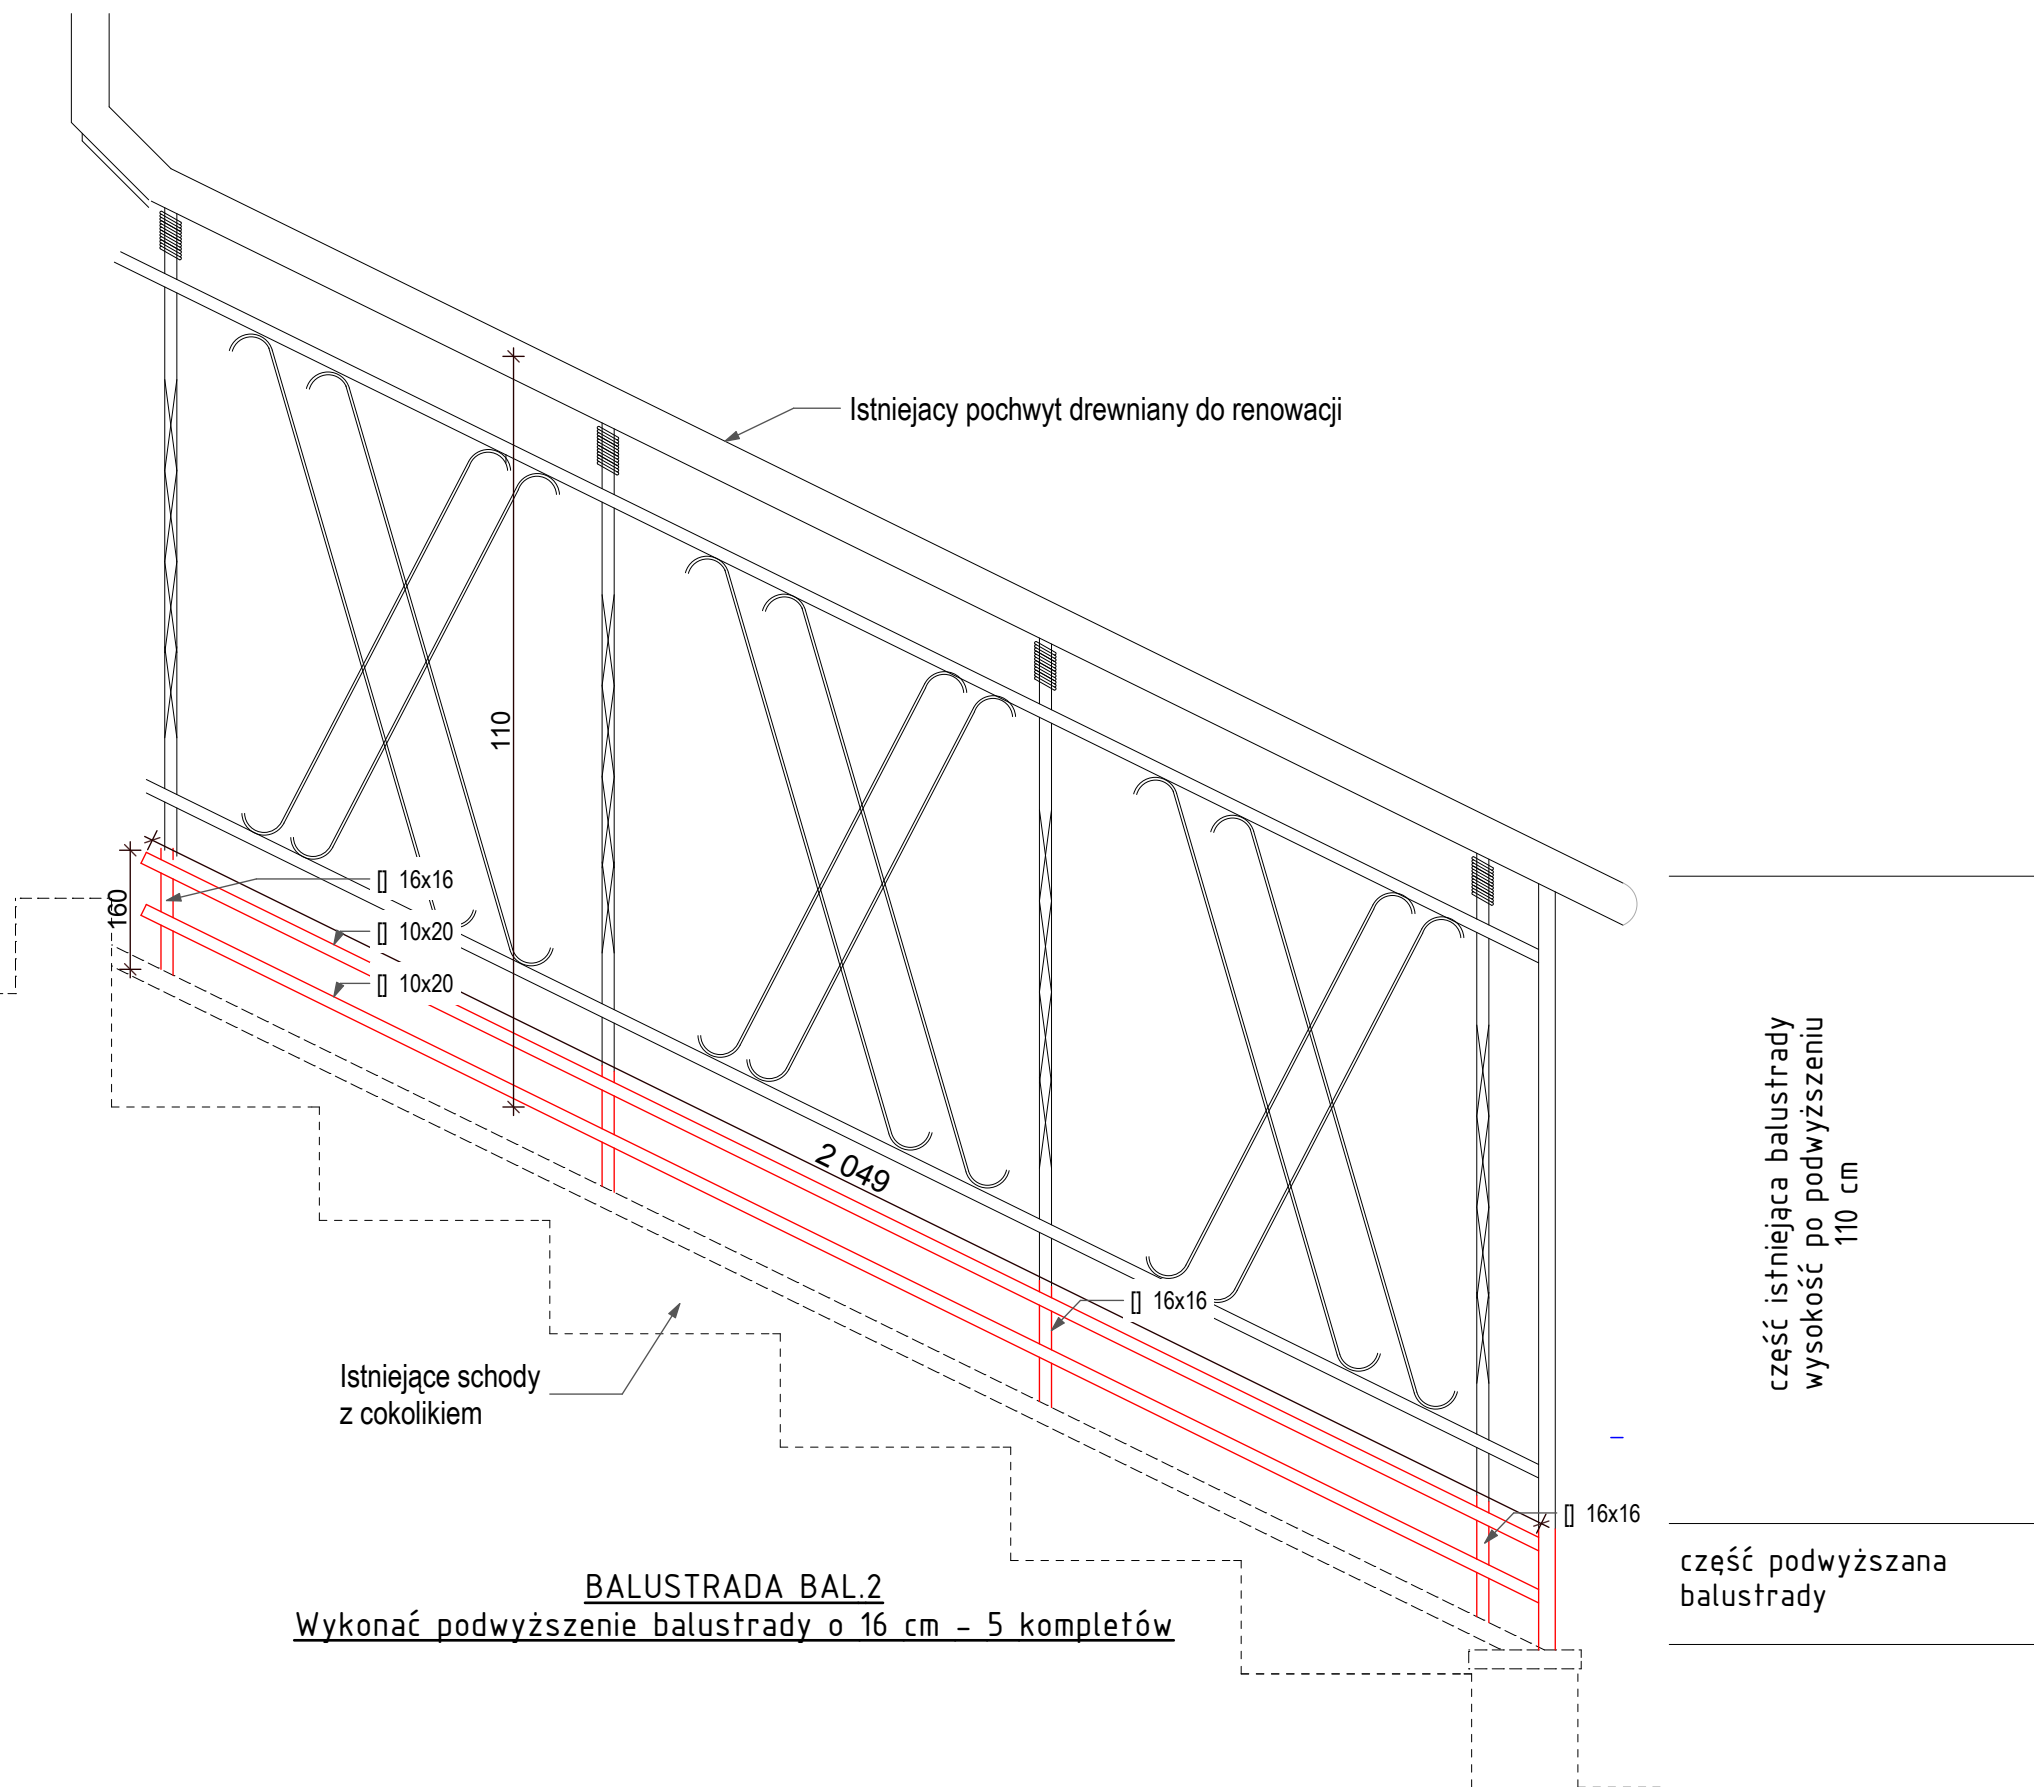 Istniejacy pochwyt drewniany do renowacji
110
160
[] 16x16
[] 10x20
[] 10x20
2 049
[] 16x16
Istniejące schody
z cokolikiem
[] 16x16
część istniejąca balustrady
wysokość po podwyższeniu
110 cm
część podwyższana
balustrady
BALUSTRADA BAL.2
Wykonać podwyższenie balustrady o 16 cm - 5 kompletów